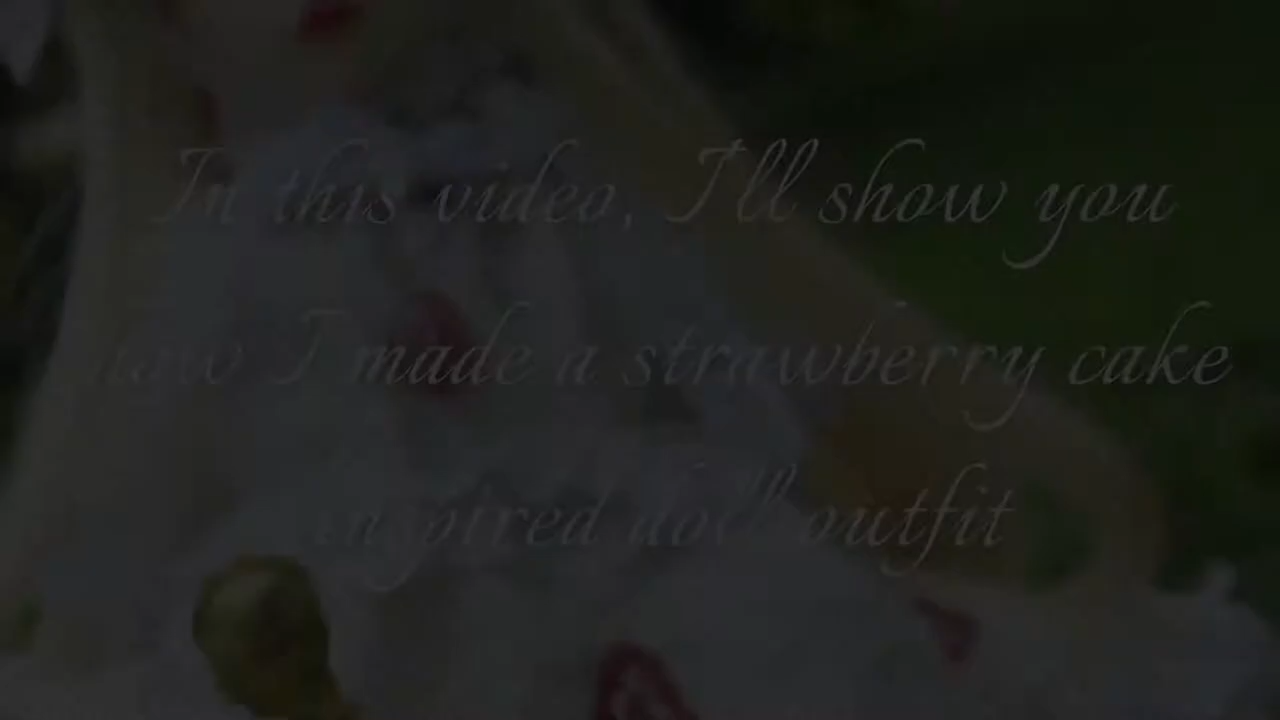 In this video, I'll show you
how I made a strawberry cake
inspired doll outfit